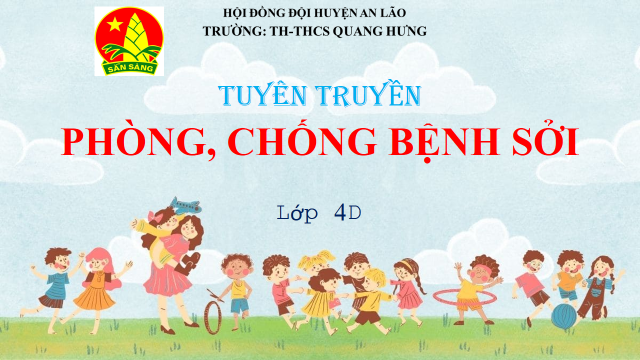 HỘI ĐỒNG ĐỘI HUYỆN AN LÃO
TRƯỜNG: TH-THCS QUANG HƯNG
SẴN SÀNG
TUYÊN TRUYỀN
PHÒNG, CHỐNG BỆNH SỞI
Lớp 4D